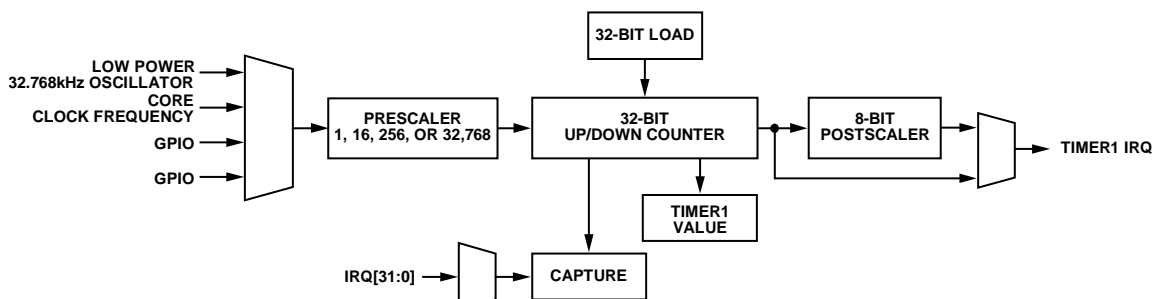 32-BIT LOAD
LOW POWER
32.768kHz OSCILLATOR
CORE
CLOCK FREQUENCY
GPIO
GPIO
PRESCALER
1, 16, 256, OR 32,768
32-BIT
UP/DOWN COUNTER
8-BIT
POSTSCALER
TIMER1 IRQ
TIMER1
VALUE
IRQ[31:0]
CAPTURE